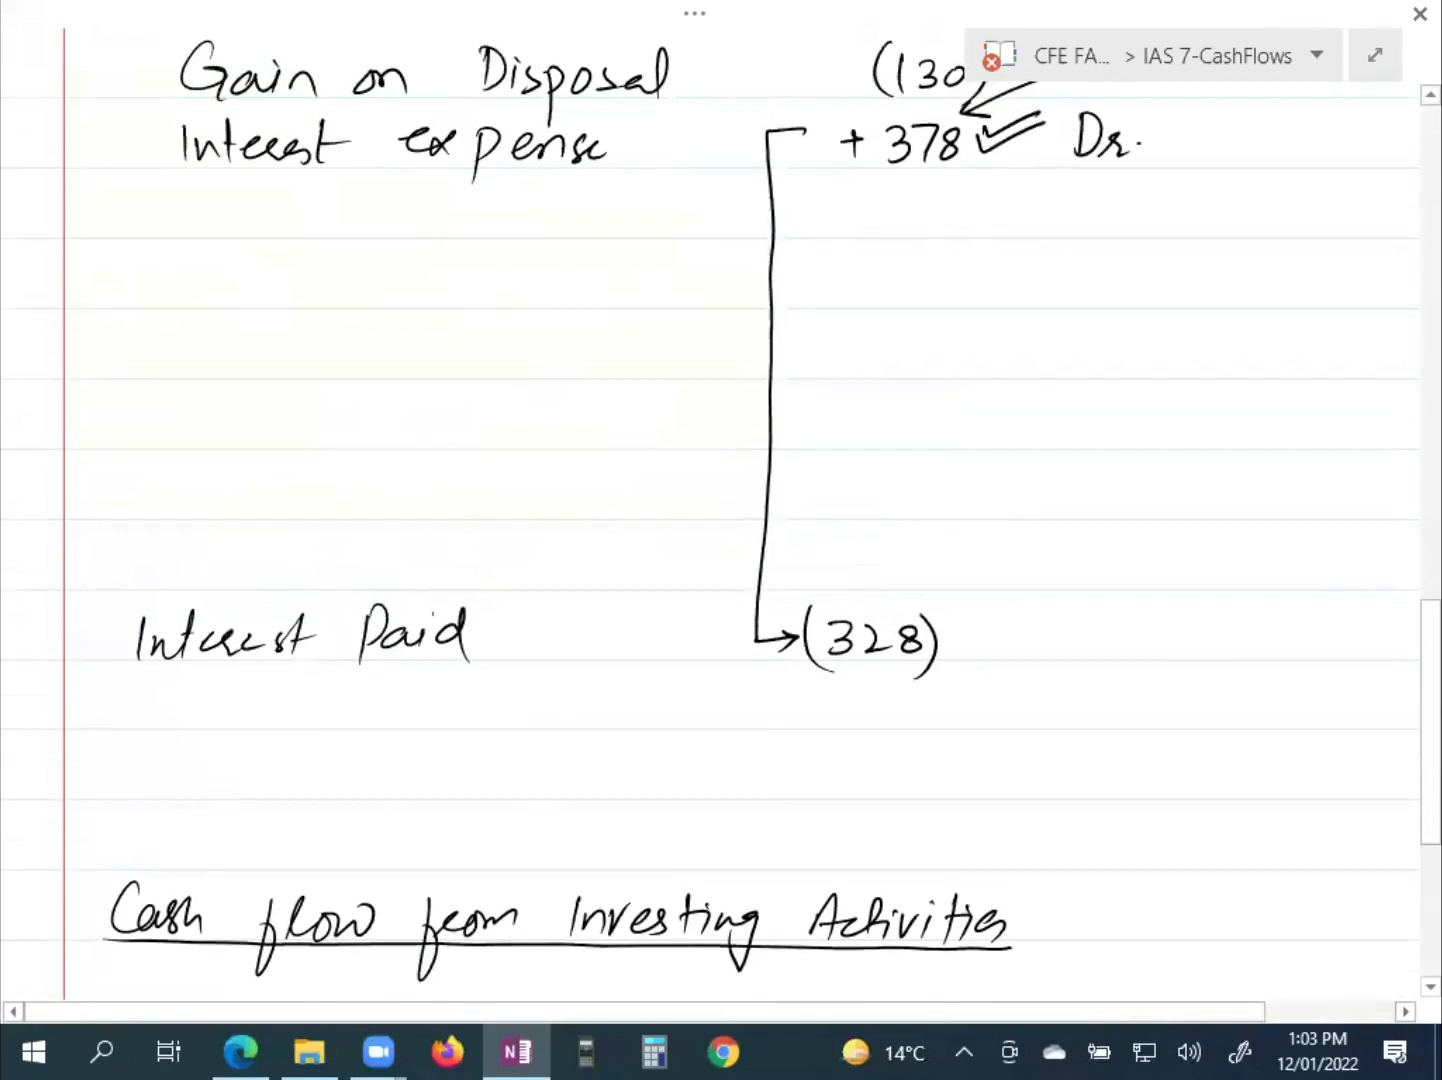 CFE FA... > IAS 7-CashFlows
Gain on Disposal (130
Interest expense + 378 Dr.
Interest Paid (328)
Cash flow from Investing Activities
14°C
1:03 PM
12/01/2022